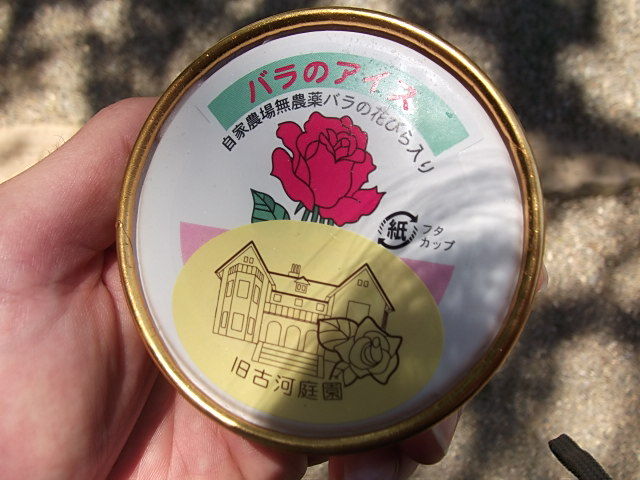 バラのアイス
自家農場無農薬バラの花びら入り
紙
フタ
カップ
旧古河庭園